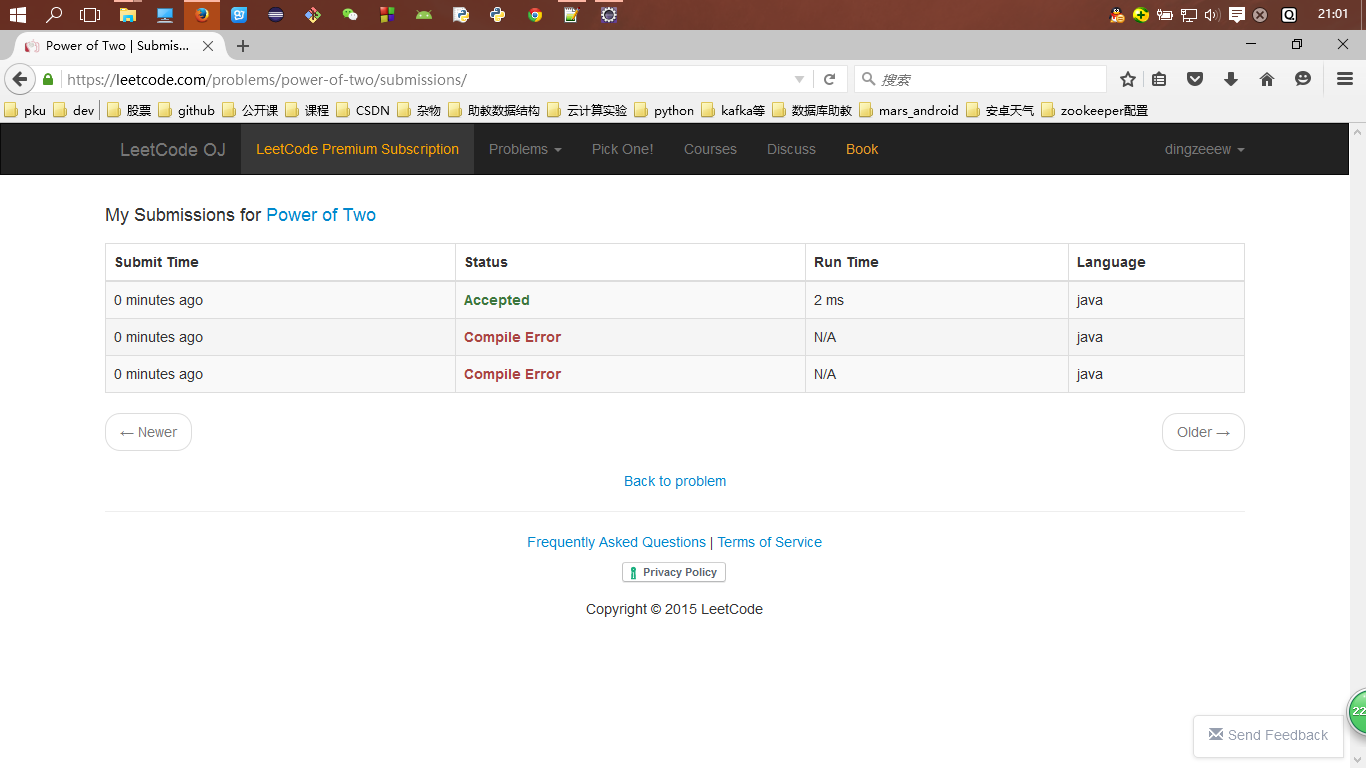 21:01
Power of Two | Submis...
https://leetcode.com/problems/power-of-two/submissions/
搜索
pku dev 股票 github 公开课 课程 CSDN 杂物 助教数据结构 云计算实验 python kafka等 数据库助教 mars_android 安卓天气 zookeeper配置
LeetCode OJ LeetCode Premium Subscription Problems Pick One! Courses Discuss Book dingzeeew
My Submissions for Power of Two
Submit Time Status Run Time Language
0 minutes ago Accepted 2 ms java
0 minutes ago Compile Error N/A java
0 minutes ago Compile Error N/A java
← Newer Older →
Back to problem
Frequently Asked Questions | Terms of Service
Privacy Policy
Copyright © 2015 LeetCode
22
Send Feedback